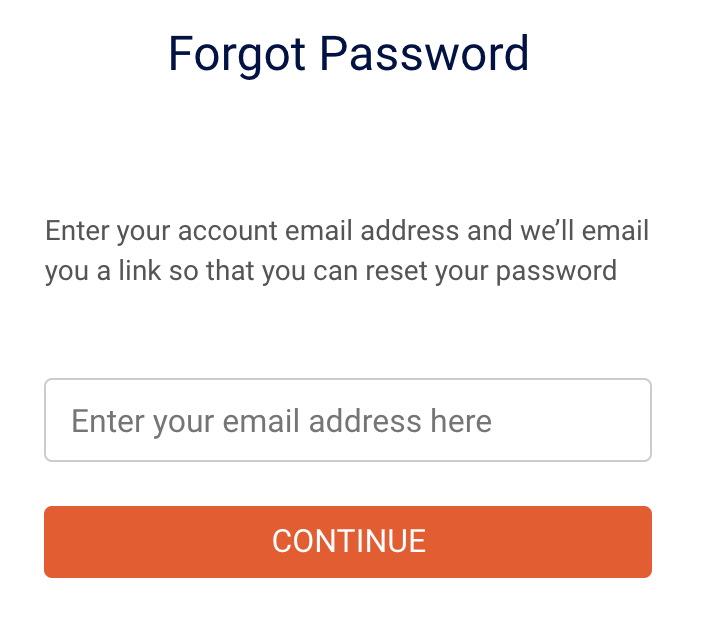 Forgot Password
Enter your account email address and we’ll email
you a link so that you can reset your password
Enter your email address here
CONTINUE